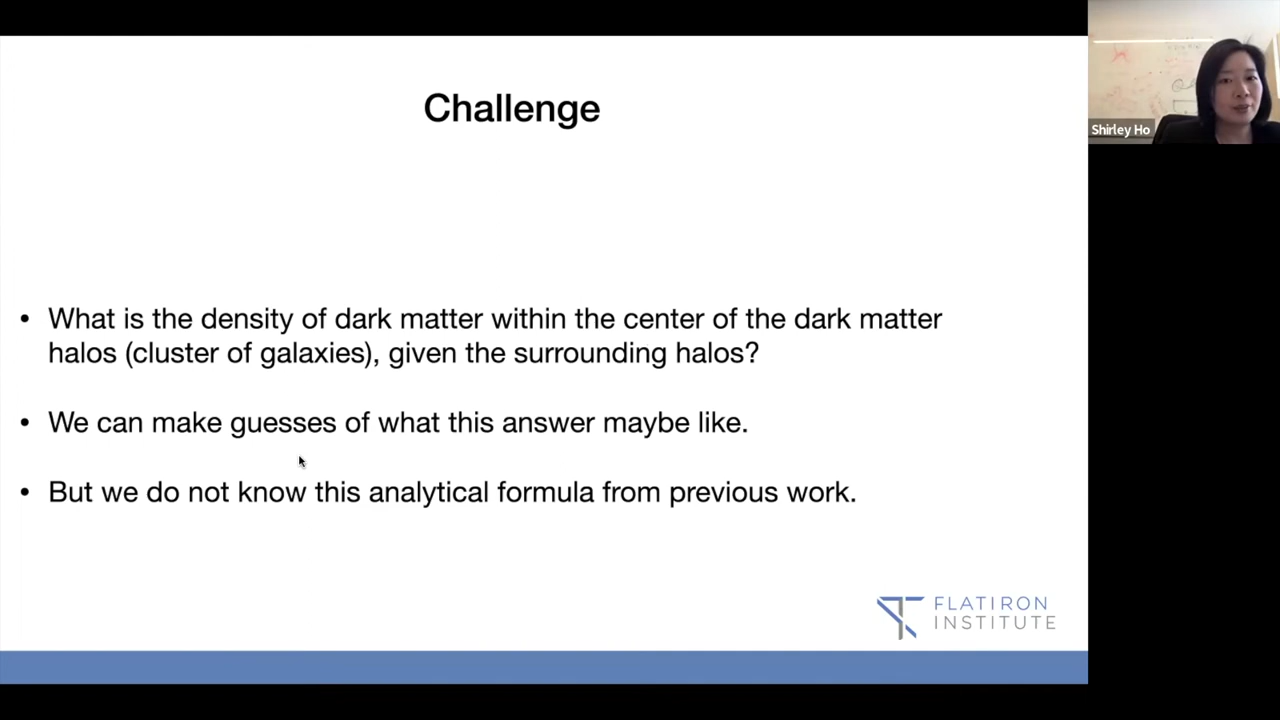 Challenge
Shirley Ho
• What is the density of dark matter within the center of the dark matter
halos (cluster of galaxies), given the surrounding halos?
• We can make guesses of what this answer maybe like.
• But we do not know this analytical formula from previous work.
FLATIRON
INSTITUTE